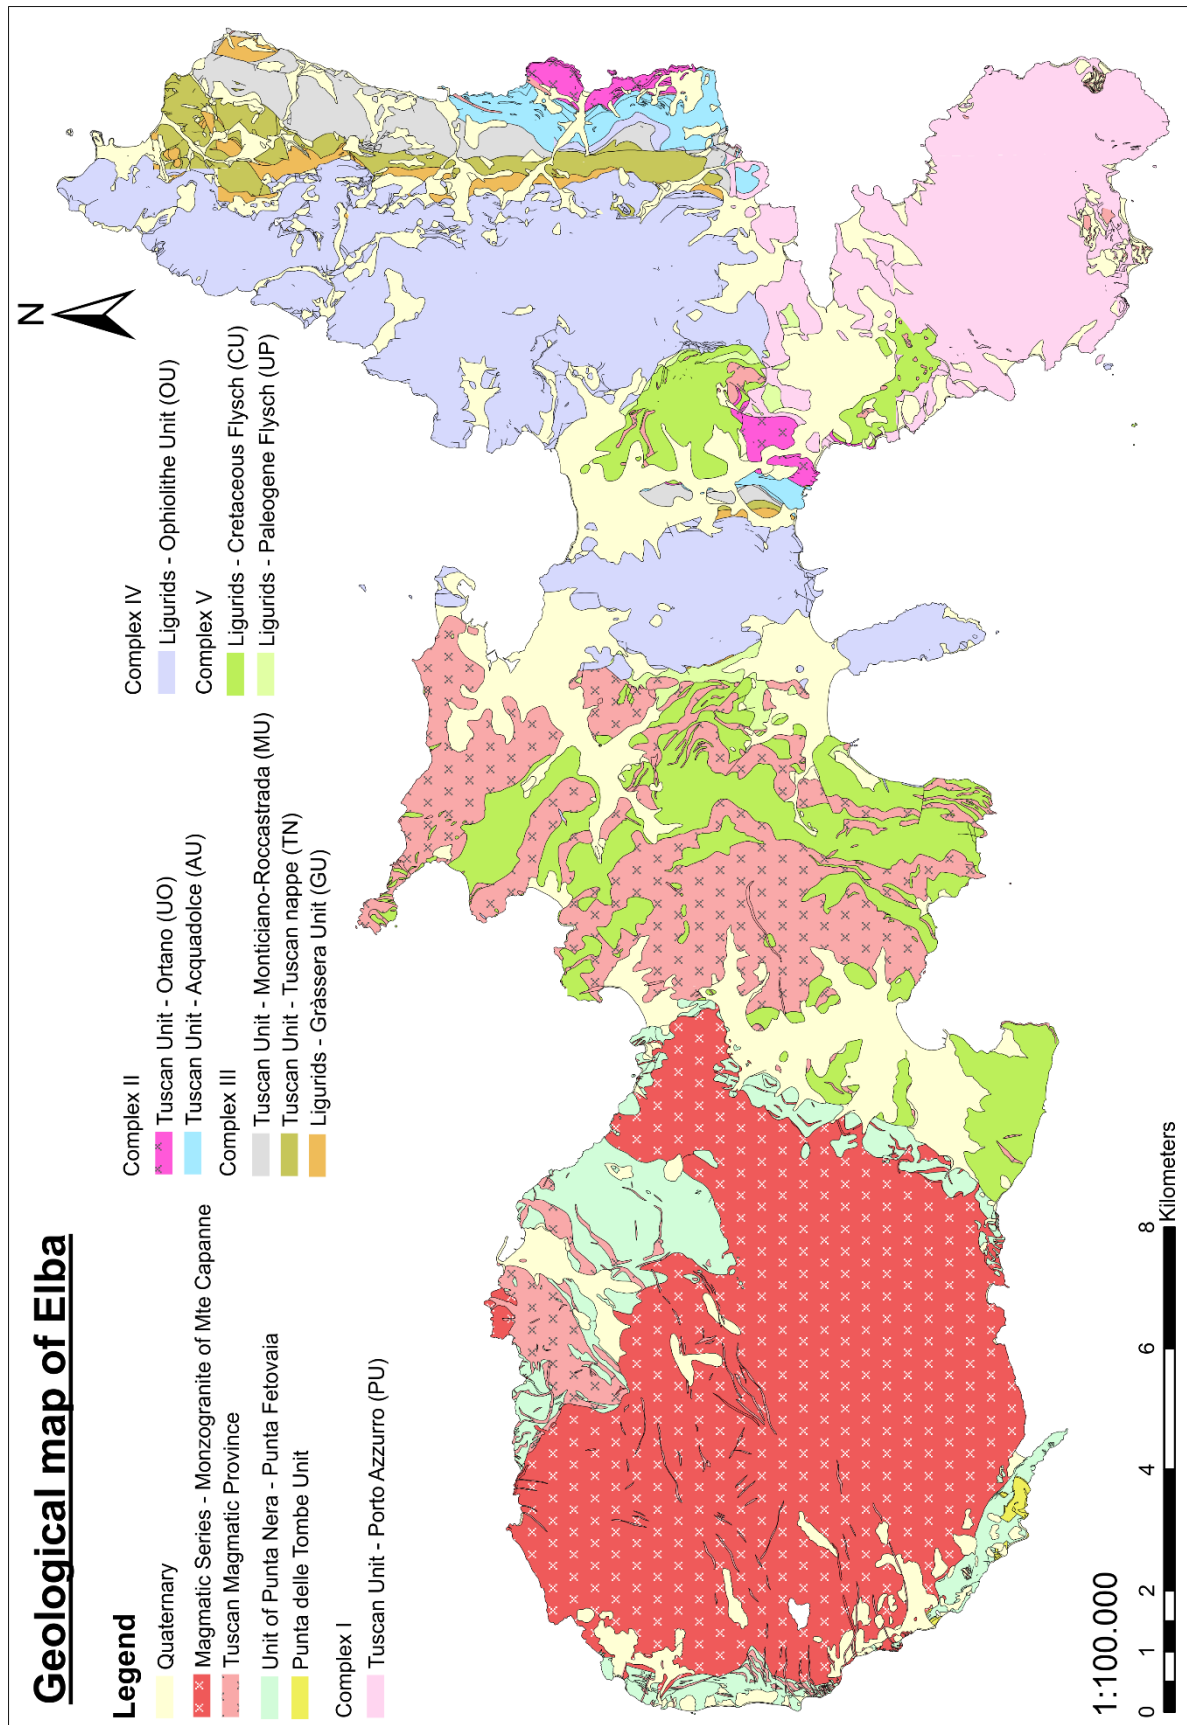 Geological map of Elba
Legend
Quaternary
Magmatic Series - Monzogranite of Mte Capanne
Tuscan Magmatic Province
Unit of Punta Nera - Punta Fetovaia
Punta delle Tombe Unit
Complex I
Tuscan Unit - Porto Azzurro (PU)
Complex II
Tuscan Unit - Ortano (UO)
Tuscan Unit - Acquadolce (AU)
Complex III
Tuscan Unit - Monticiano-Roccastrada (MU)
Tuscan Unit - Tuscan nappe (TN)
Ligurids - Gràssera Unit (GU)
Complex IV
Ligurids - Ophiolithe Unit (OU)
Complex V
Ligurids - Cretaceous Flysch (CU)
Ligurids - Paleogene Flysch (UP)
N
1:100.000
0 1 2 4 6 8
Kilometers